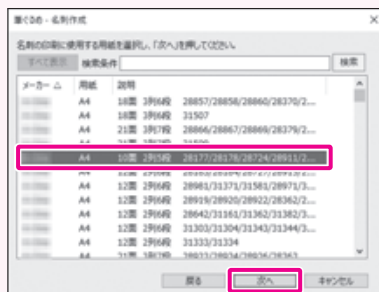 筆ぐるめ - 名刺作成
名刺の印刷に使用する用紙を選択し、「次へ」を押してください。
すべて表示 検索条件 検索
メーカー △ 用紙 説明
A4 18面 3列6段 28857/28858/28860/28370/2...
A4 18面 3列6段 31507
A4 21面 3列7段 28866/28867/28869/28379/2...
A4 10面 2列5段 28177/28178/28724/28911/2...
A4 12面 2列6段 28981/31371/31581/28971/3...
A4 12面 2列6段 28919/28920/28922/28362/2...
A4 12面 2列6段 28642/31161/31362/31382/3...
A4 12面 2列6段 31303/31304/31343/31344/3...
A4 12面 2列6段 31333/31334
戻る 次へ キャンセル